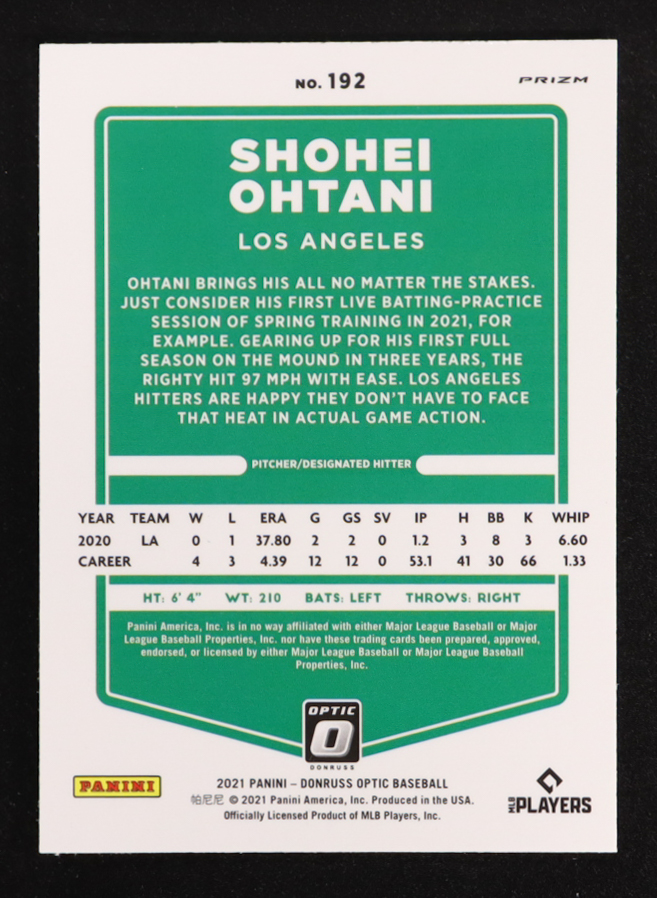 NO. 192
PRIZM
SHOHEI
OHTANI
LOS ANGELES
OHTANI BRINGS HIS ALL NO MATTER THE STAKES.
JUST CONSIDER HIS FIRST LIVE BATTING-PRACTICE
SESSION OF SPRING TRAINING IN 2021, FOR
EXAMPLE. GEARING UP FOR HIS FIRST FULL
SEASON ON THE MOUND IN THREE YEARS, THE
RIGHTY HIT 97 MPH WITH EASE. LOS ANGELES
HITTERS ARE HAPPY THEY DON'T HAVE TO FACE
THAT HEAT IN ACTUAL GAME ACTION.
PITCHER/DESIGNATED HITTER
YEAR TEAM W L ERA G GS SV IP H BB K WHIP
2020 LA 0 1 37.80 2 2 0 1.2 3 8 3 6.60
CAREER 4 3 4.39 12 12 0 53.1 41 30 66 1.33
HT: 6' 4" WT: 210 BATS: LEFT THROWS: RIGHT
Panini America, Inc. is in no way affiliated with either Major League Baseball or Major
League Baseball Properties, Inc. nor have these trading cards been prepared, approved,
endorsed, or licensed by either Major League Baseball or Major League Baseball
Properties, Inc.
OPTIC
O
DONRUSS
PANINI
2021 PANINI – DONRUSS OPTIC BASEBALL
帕尼尼 © 2021 Panini America, Inc. Produced in the USA.
Officially Licensed Product of MLB Players, Inc.
MLB PLAYERS